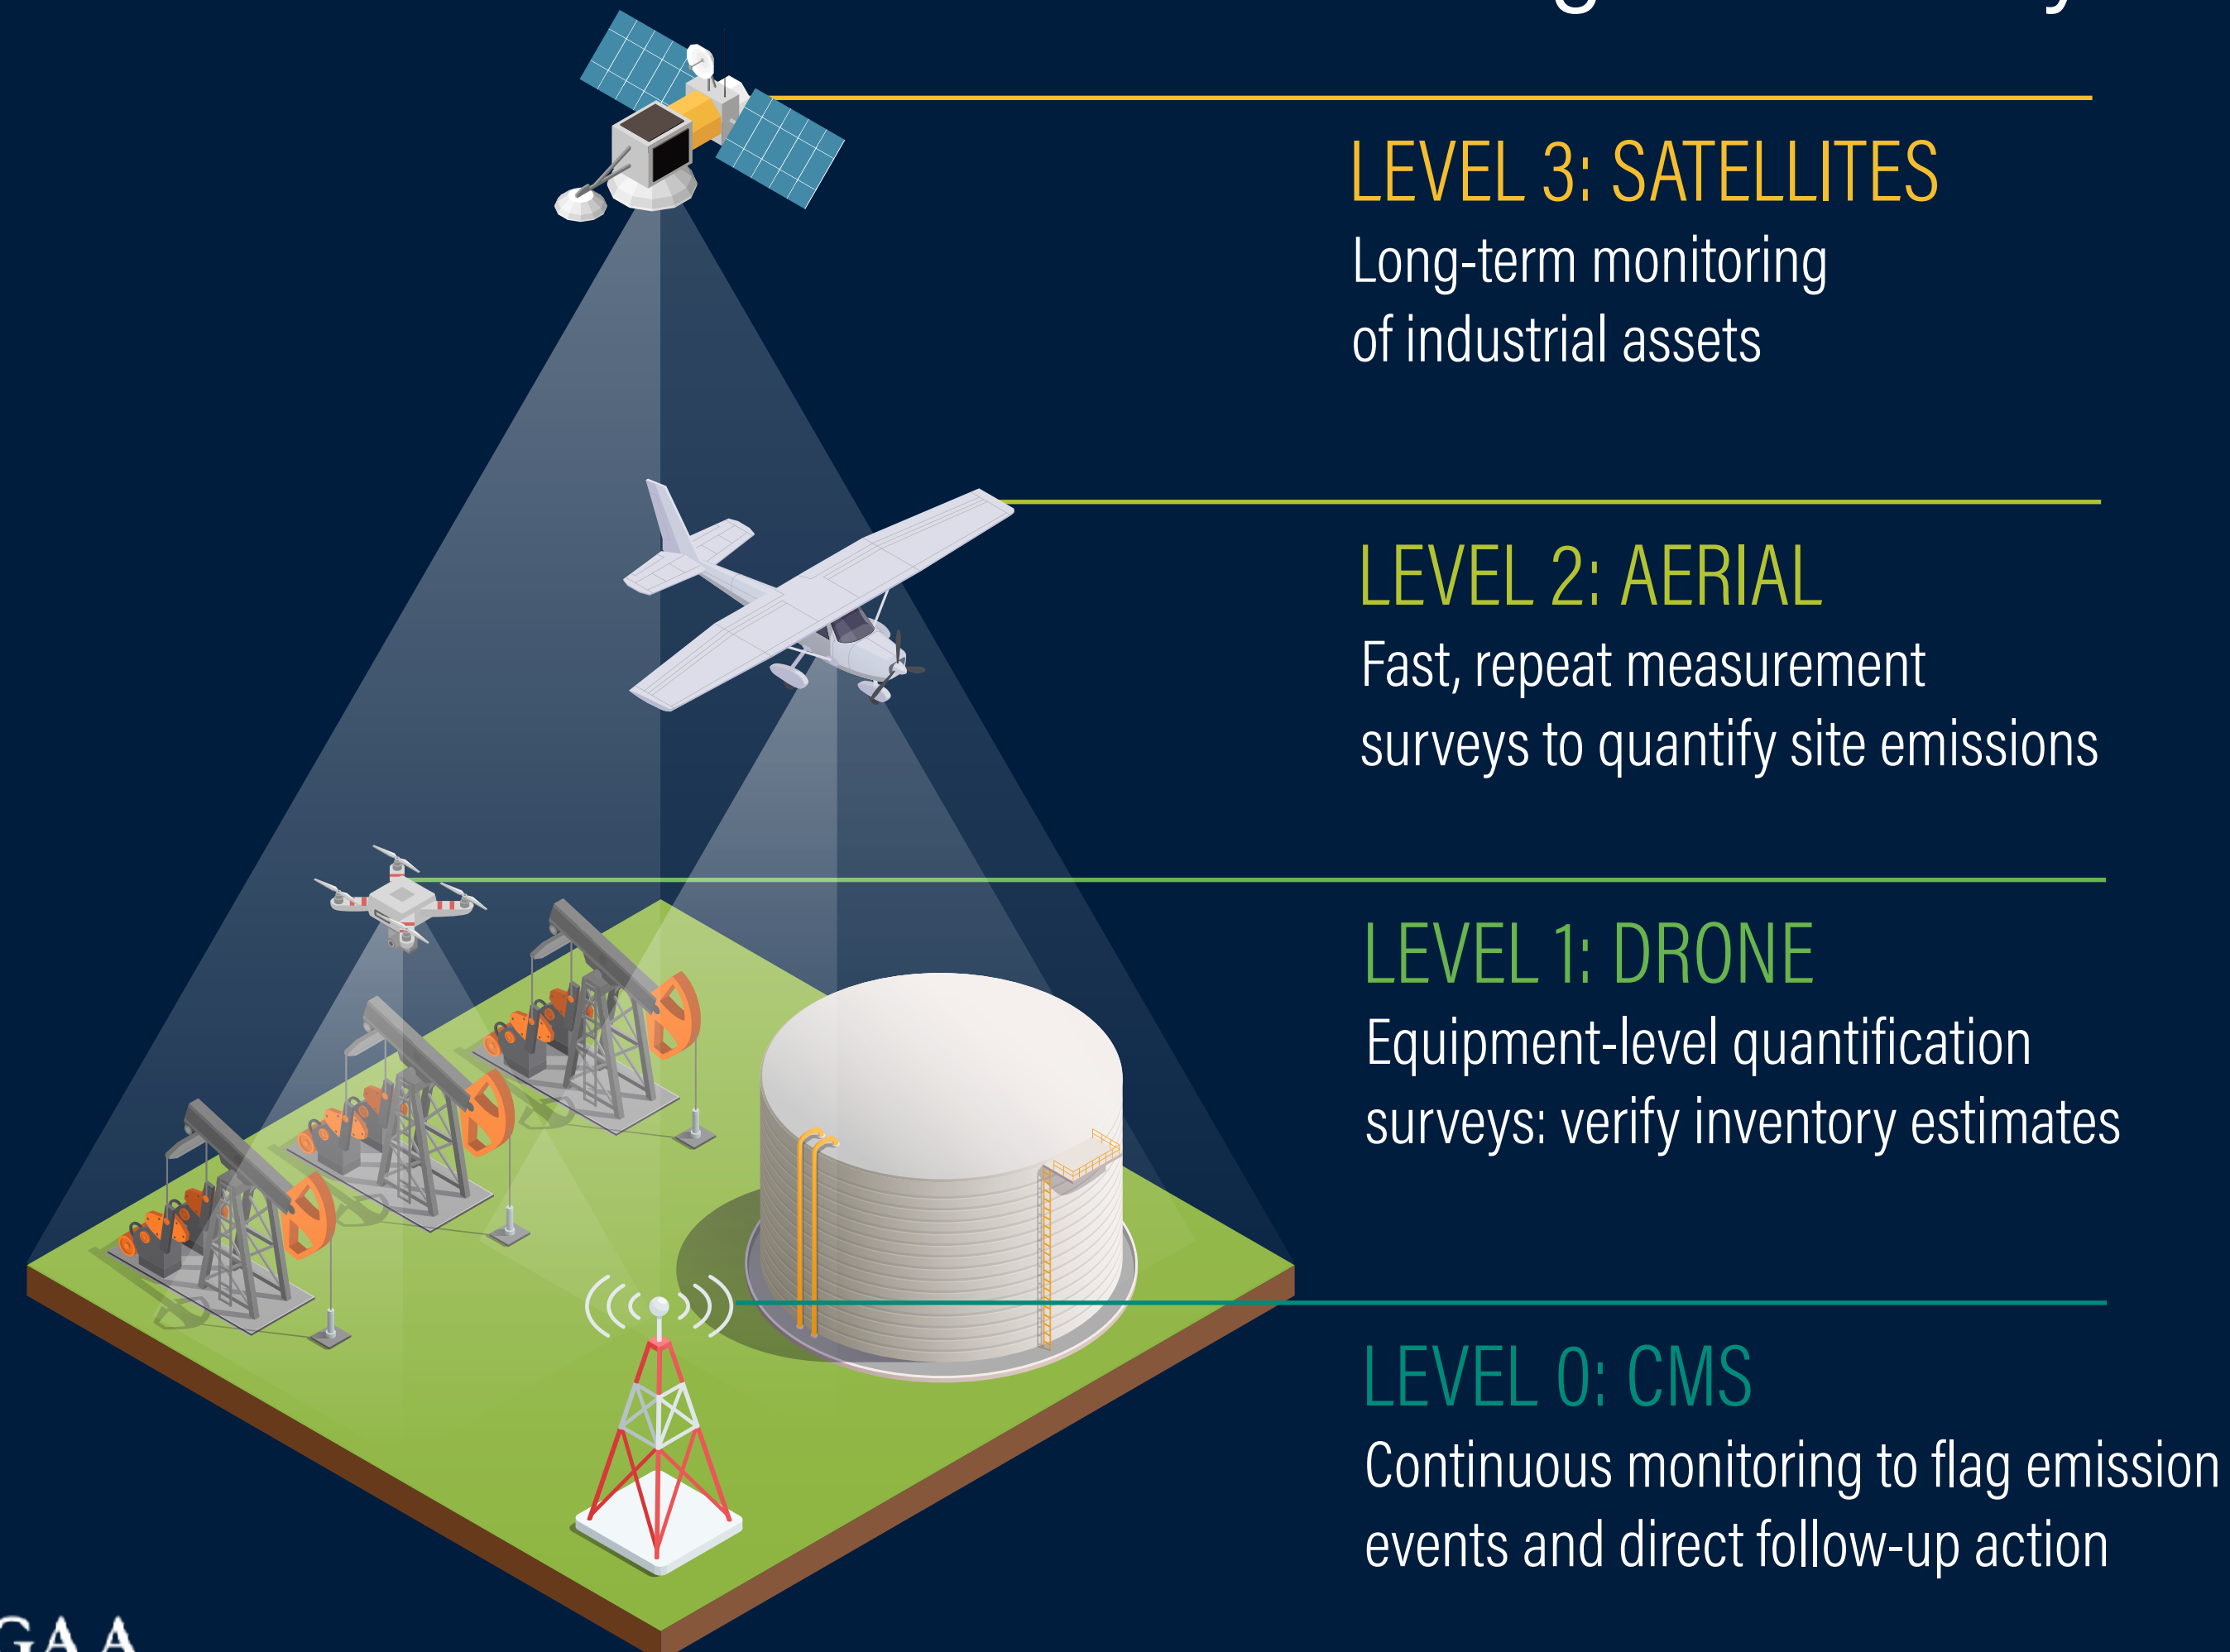 LEVEL 3: SATELLITES
Long-term monitoring
of industrial assets
LEVEL 2: AERIAL
Fast, repeat measurement
surveys to quantify site emissions
LEVEL 1: DRONE
Equipment-level quantification
surveys: verify inventory estimates
LEVEL 0: CMS
Continuous monitoring to flag emission
events and direct follow-up action